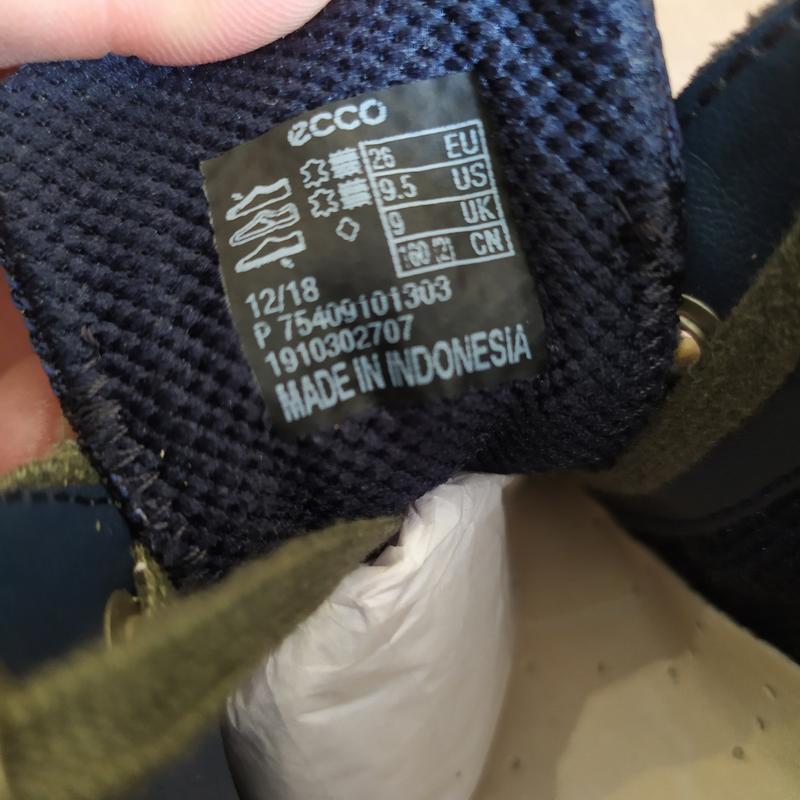 ecco
26 EU
9.5 US
9 UK
160 (2) CN
12/18
P 75409101303
1910302707
MADE IN INDONESIA